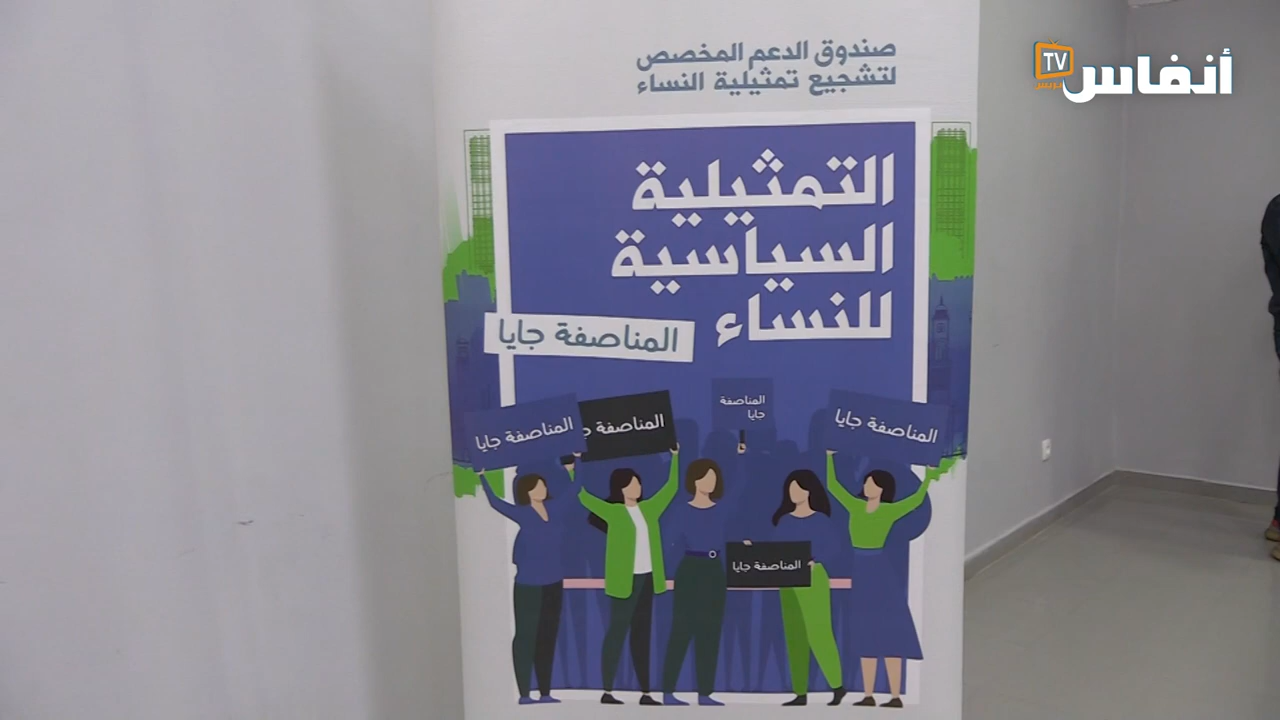 صندوق الدعم المخصص
لتشجيع تمثيلية النساء
أنفاس
TV
بريس
التمثيلية
السياسية
للنساء
المناصفة جايا
المناصفة
جايا
المناصفة جايا
المناصفة ج
المناصفة جايا
المناصفة جايا